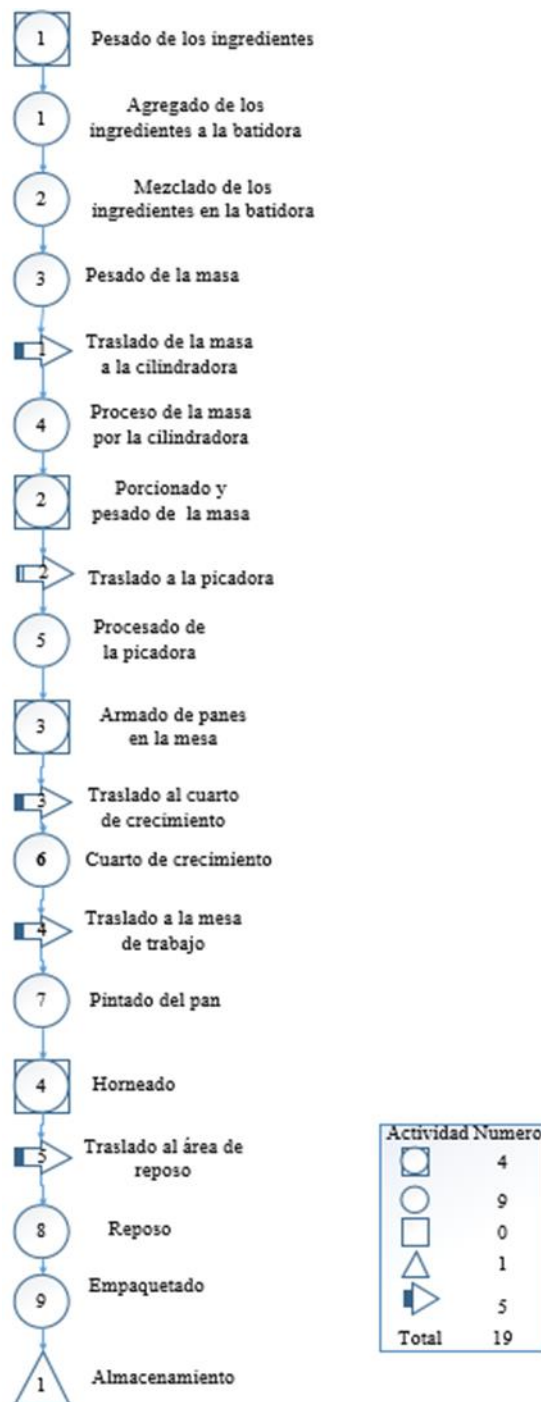 1 Pesado de los ingredientes
1 Agregado de los
ingredientes a la batidora
2 Mezclado de los
ingredientes en la batidora
3 Pesado de la masa
1 Traslado de la masa
a la cilindradora
4 Proceso de la masa
por la cilindradora
2 Porcionado y
pesado de la masa
2 Traslado a la picadora
5 Procesado de
la picadora
3 Armado de panes
en la mesa
3 Traslado al cuarto
de crecimiento
6 Cuarto de crecimiento
4 Traslado a la mesa
de trabajo
7 Pintado del pan
4 Horneado
5 Traslado al área de
reposo
8 Reposo
9 Empaquetado
1 Almacenamiento
Actividad Numero
4
9
0
1
5
Total 19